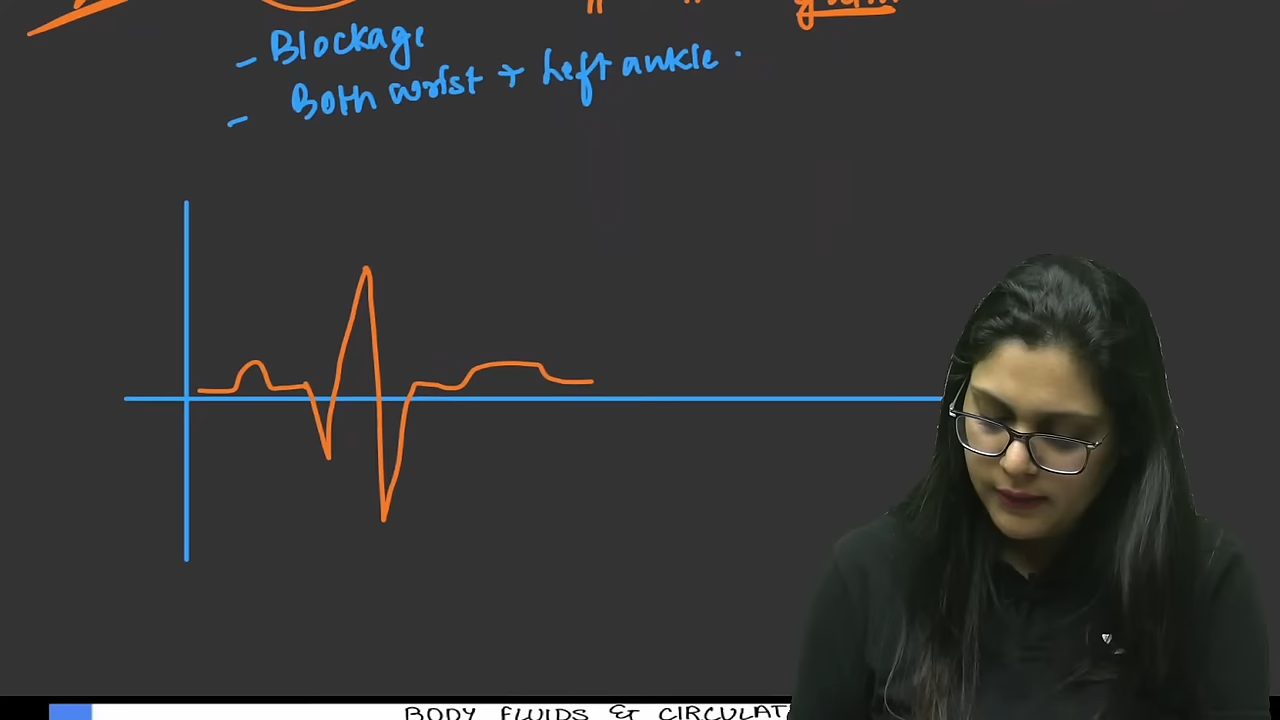 - Blockage
- Both wrist + Left ankle.
BODY FLUIDS & CIRCULAT